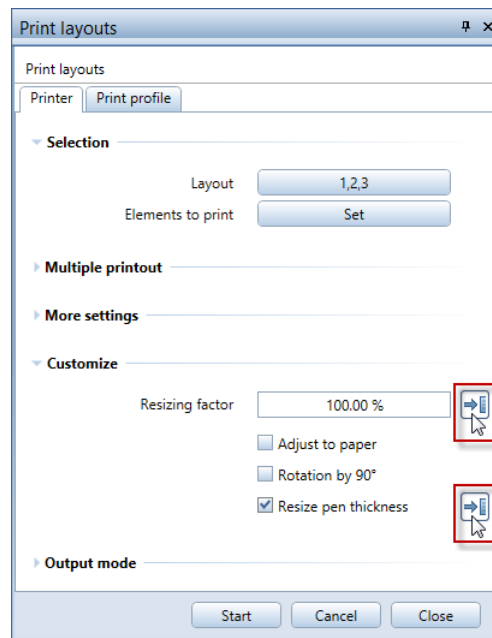 Print layouts
Print layouts
Printer Print profile
Selection
Layout 1,2,3
Elements to print Set
Multiple printout
More settings
Customize
Resizing factor 100.00 %
Adjust to paper
Rotation by 90°
Resize pen thickness
Output mode
Start Cancel Close